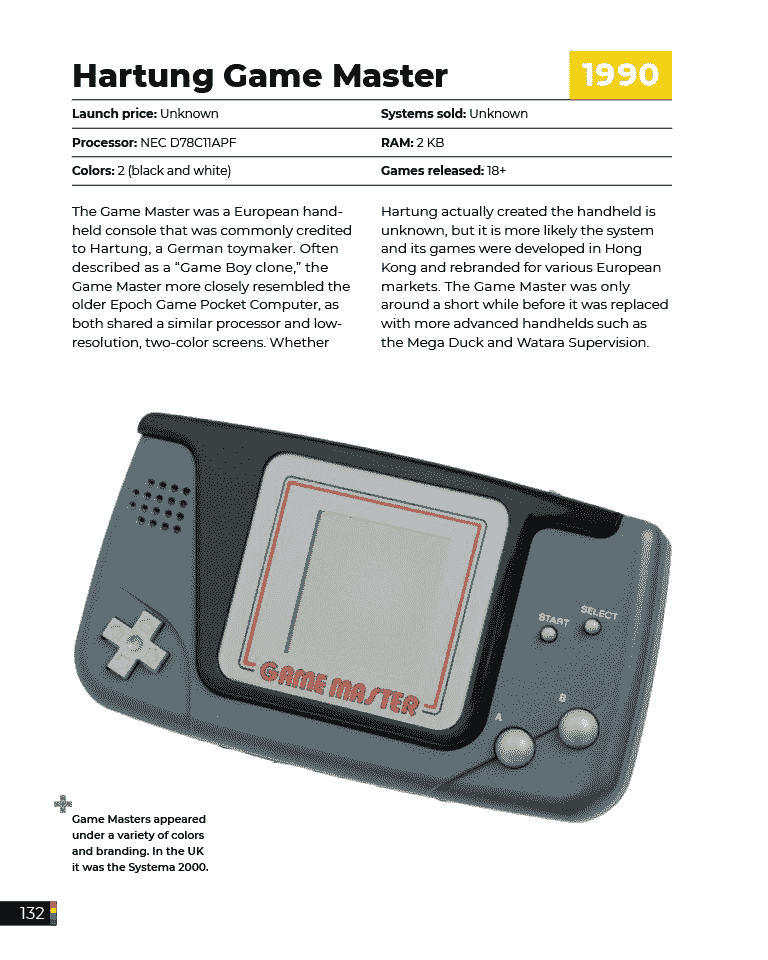 Hartung Game Master
1990
Launch price: Unknown
Systems sold: Unknown
Processor: NEC D78C11APF
RAM: 2 KB
Colors: 2 (black and white)
Games released: 18+
The Game Master was a European hand-
held console that was commonly credited
to Hartung, a German toymaker. Often
described as a “Game Boy clone,” the
Game Master more closely resembled the
older Epoch Game Pocket Computer, as
both shared a similar processor and low-
resolution, two-color screens. Whether
Hartung actually created the handheld is
unknown, but it is more likely the system
and its games were developed in Hong
Kong and rebranded for various European
markets. The Game Master was only
around a short while before it was replaced
with more advanced handhelds such as
the Mega Duck and Watara Supervision.
START
SELECT
GAME MASTER
A
B
Game Masters appeared
under a variety of colors
and branding. In the UK
it was the Systema 2000.
132